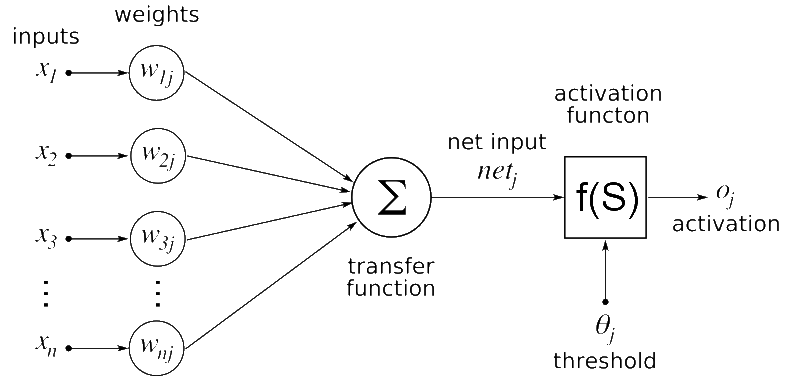 weights
inputs
x1 w1j
x2 w2j
x3 w3j
⋮ ⋮
xn wnj
Σ
transfer
function
net input
netj
activation
functon
f(S)
oj
activation
θj
threshold